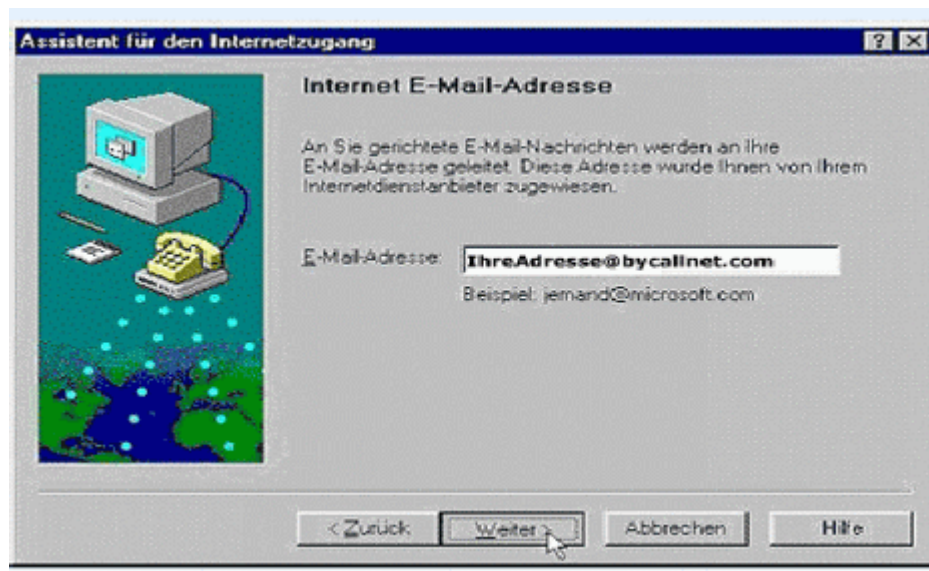 Assistent für den Internetzugang
Internet E-Mail-Adresse
An Sie gerichtete E-Mail-Nachrichten werden an Ihre
E-Mail-Adresse geleitet. Diese Adresse wurde Ihnen von Ihrem
Internetdienstanbieter zugewiesen.
E-Mail-Adresse: IhreAdresse@bycallnet.com
Beispiel: jemand@microsoft.com
< Zurück Weiter > Abbrechen Hilfe